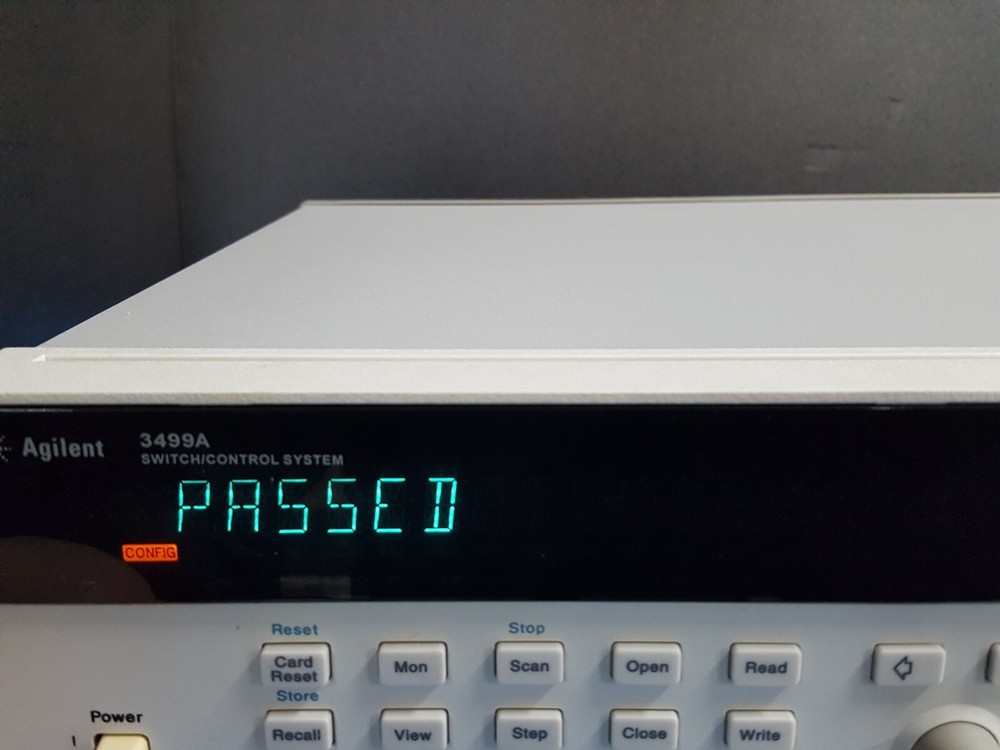 Agilent
3499A
SWITCH/CONTROL SYSTEM
PASSED
CONFIG
Reset
Stop
Card
Reset
Mon
Scan
Open
Read
Store
Power
Recall
View
Step
Close
Write
I